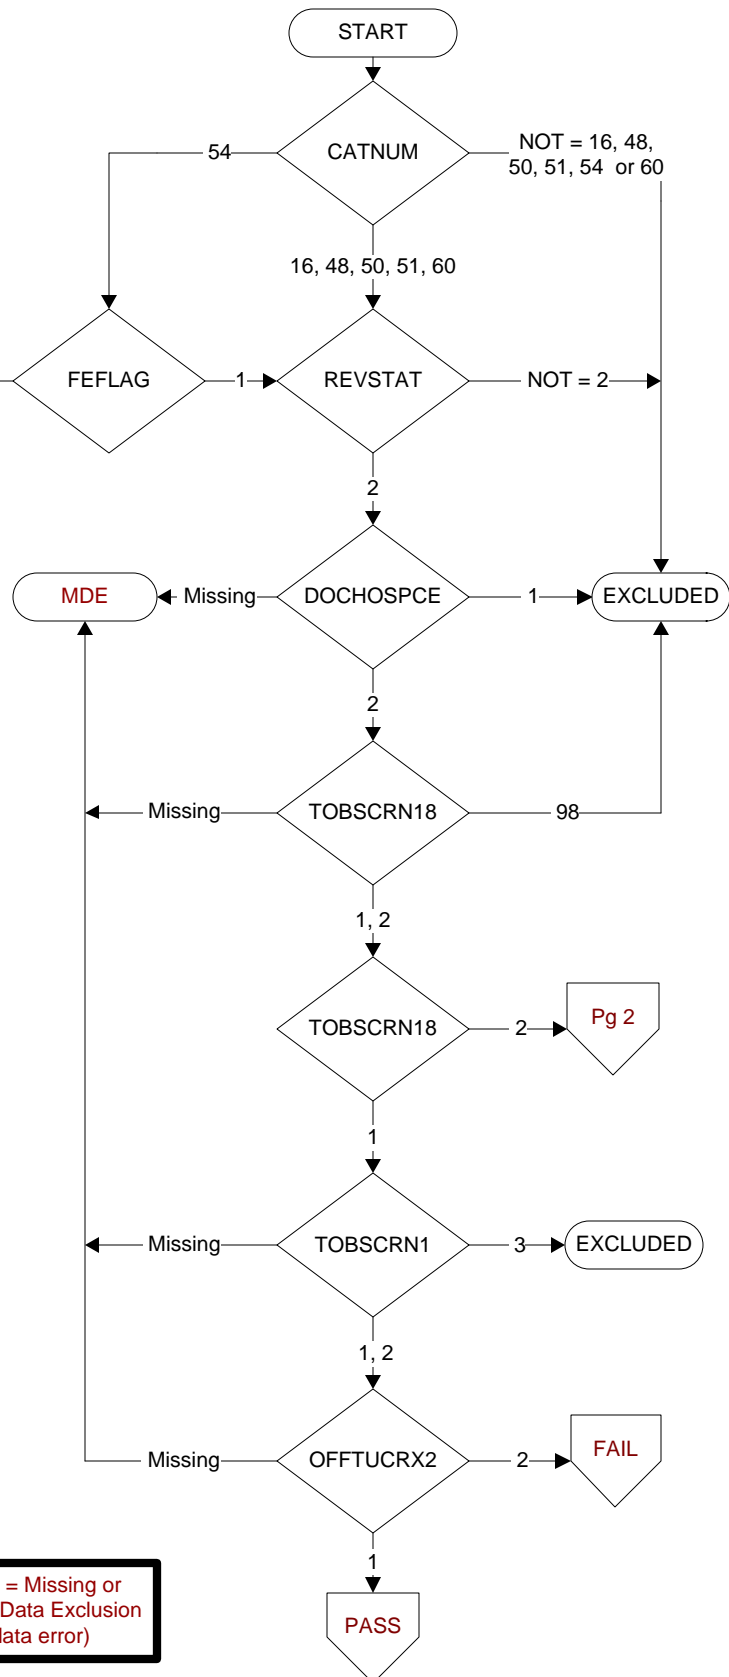 START
CATNUM
54
NOT = 16, 48,
50, 51, 54 or 60
16, 48, 50, 51, 60
FEFLAG
1
REVSTAT
NOT = 2
2
MDE
Missing
DOCHOSPCE
1
EXCLUDED
2
Missing
TOBSCRN18
98
1, 2
TOBSCRN18
2
Pg 2
1
Missing
TOBSCRN1
3
EXCLUDED
1, 2
Missing
OFFTUCRX2
2
FAIL
1
= Missing or
Data Exclusion
data error)
PASS